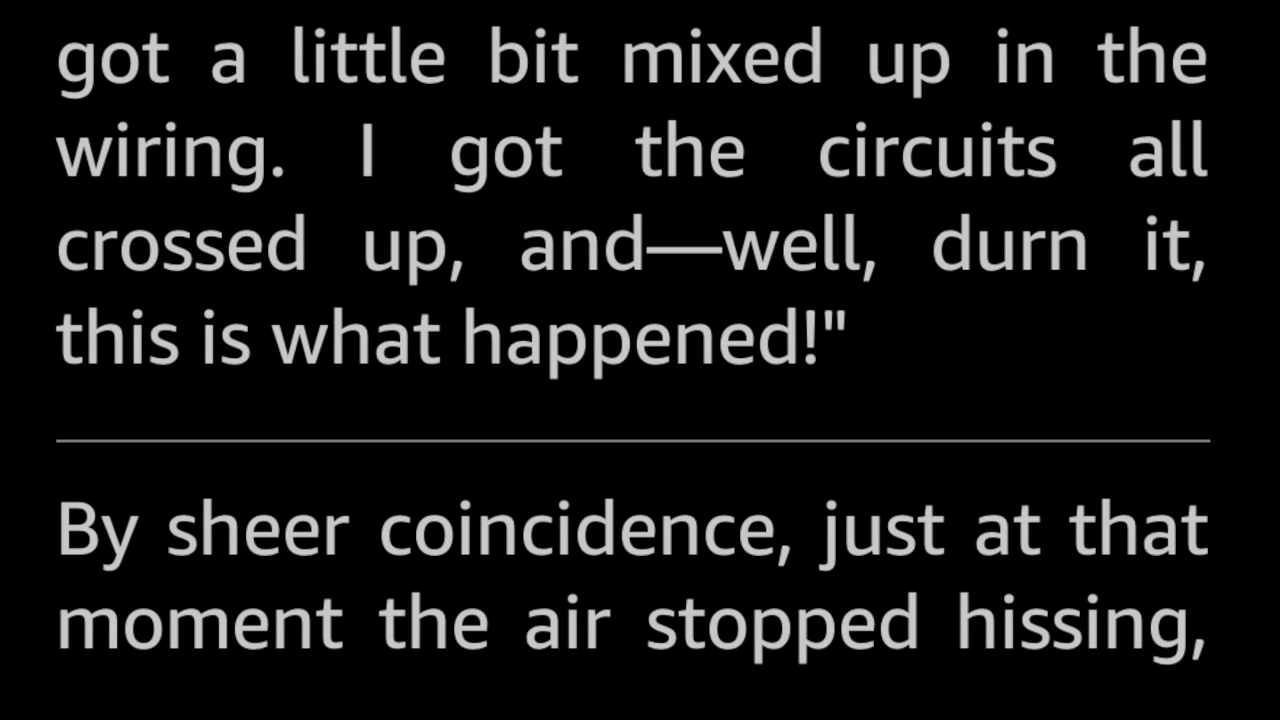 got a little bit mixed up in the
wiring. I got the circuits all
crossed up, and—well, durn it,
this is what happened!"
By sheer coincidence, just at that
moment the air stopped hissing,